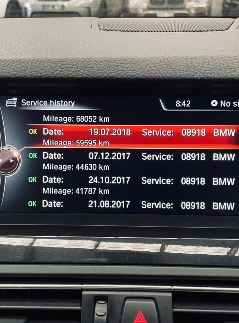 Service history
8:42
No si
Mileage: 68052 km
OK Date: 19.07.2018 Service: 08918 BMW
Mileage: 59595 km
OK Date: 07.12.2017 Service: 08918 BMW
Mileage: 44630 km
OK Date: 24.10.2017 Service: 08918 BMW
Mileage: 41787 km
OK Date: 21.08.2017 Service: 08918 BMW